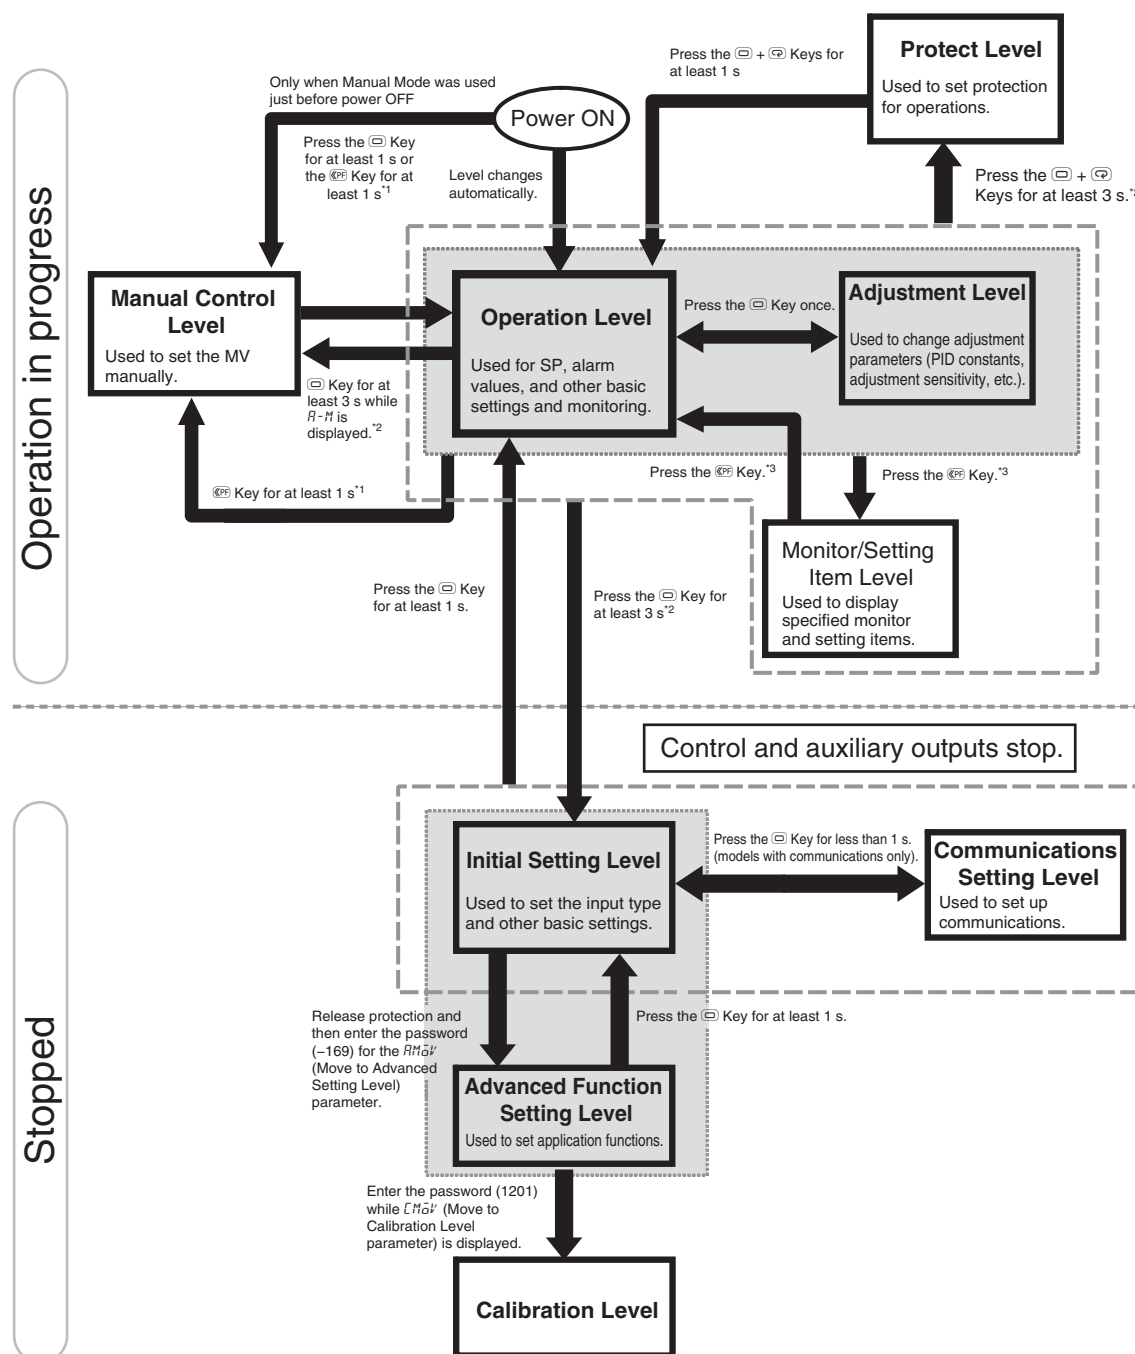 Operation in progress
Only when Manual Mode was used
just before power OFF
Power ON
Press the Key
for at least 1 s or
the PF Key for at
least 1 s*1
Level changes
automatically.
Press the + Keys for
at least 1 s
Protect Level
Used to set protection
for operations.
Press the +
Keys for at least 3 s.
Manual Control
Level
Used to set the MV
manually.
Operation Level
Used for SP, alarm
values, and other basic
settings and monitoring.
Press the Key once.
Adjustment Level
Used to change adjustment
parameters (PID constants,
adjustment sensitivity, etc.).
Key for at
least 3 s while
A-M is
displayed.*2
PF Key for at least 1 s*1
Press the PF Key.*3
Press the PF Key.*3
Monitor/Setting
Item Level
Used to display
specified monitor
and setting items.
Press the Key
for at least 1 s.
Press the Key for
at least 3 s*2
Control and auxiliary outputs stop.
Stopped
Initial Setting Level
Used to set the input type
and other basic settings.
Press the Key for less than 1 s.
(models with communications only).
Communications
Setting Level
Used to set up
communications.
Release protection and
then enter the password
(–169) for the AMoV
(Move to Advanced
Setting Level)
parameter.
Press the Key for at least 1 s.
Advanced Function
Setting Level
Used to set application functions.
Enter the password (1201)
while CMoV (Move to
Calibration Level
parameter) is displayed.
Calibration Level